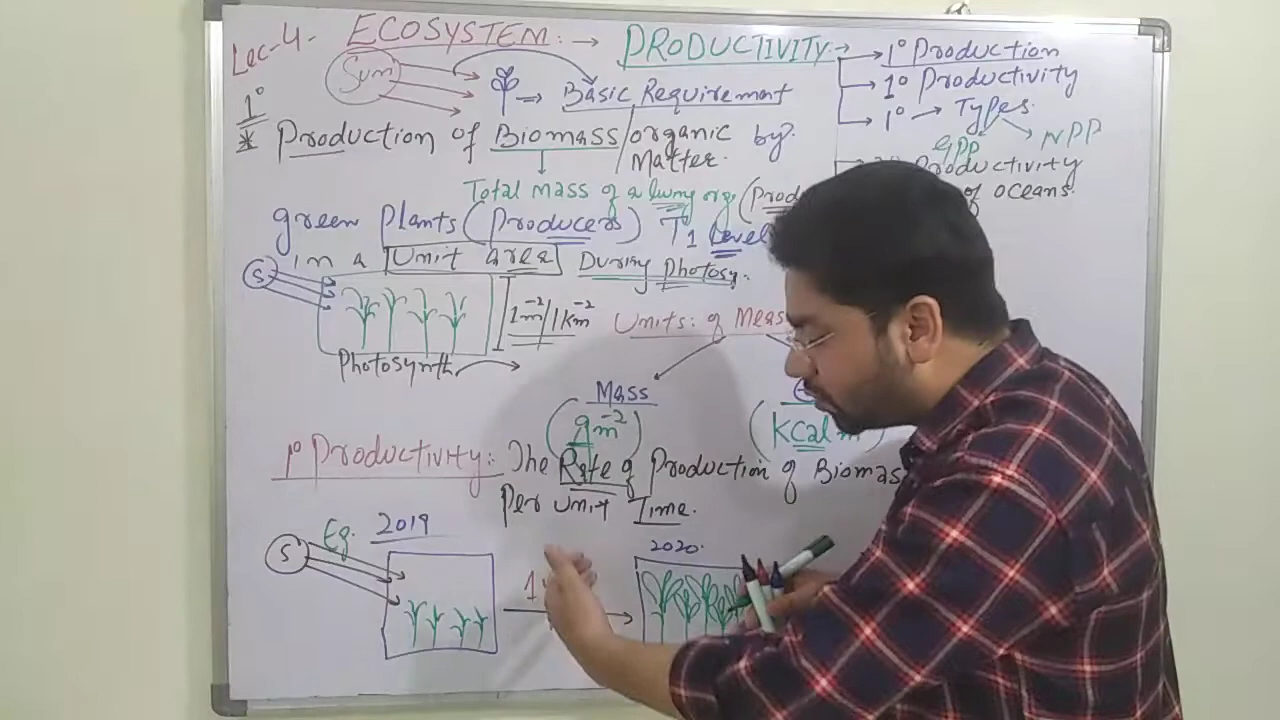 Lec-4-
ECOSYSTEM: → PRODUCTIVITY →
→ 1° Production
→ 1° Productivity
→ 1° → Types
GPP NPP
Productivity
of oceans.
Sun
→ Basic Requirement
1°
* Production of Biomass/organic Matter. by
Total mass of a living org.
green Plants (Producers) T1 Level
in a Unit area During Photosy.
S
1m⁻²/1km⁻²
Photosynth
Units: of
Mass
(gm⁻²)
(Kcal
1° Productivity: The Rate of Production of
Per unit Time.
Eg. 2019
S
2020.